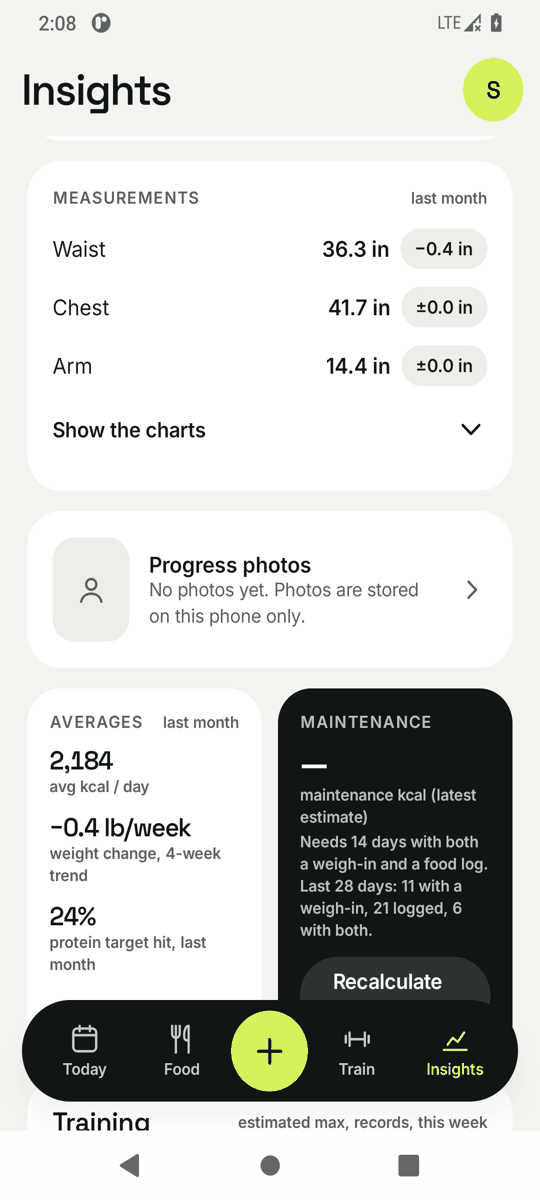 2:08
LTE
Insights
S
MEASUREMENTS last month
Waist 36.3 in −0.4 in
Chest 41.7 in ±0.0 in
Arm 14.4 in ±0.0 in
Show the charts
Progress photos
No photos yet. Photos are stored
on this phone only.
AVERAGES last month
2,184
avg kcal / day
−0.4 lb/week
weight change, 4-week
trend
24%
protein target hit, last
month
MAINTENANCE
—
maintenance kcal (latest
estimate)
Needs 14 days with both
a weigh-in and a food log.
Last 28 days: 11 with a
weigh-in, 21 logged, 6
with both.
Recalculate
Today
Food
Train
Insights
Training estimated max, records, this week